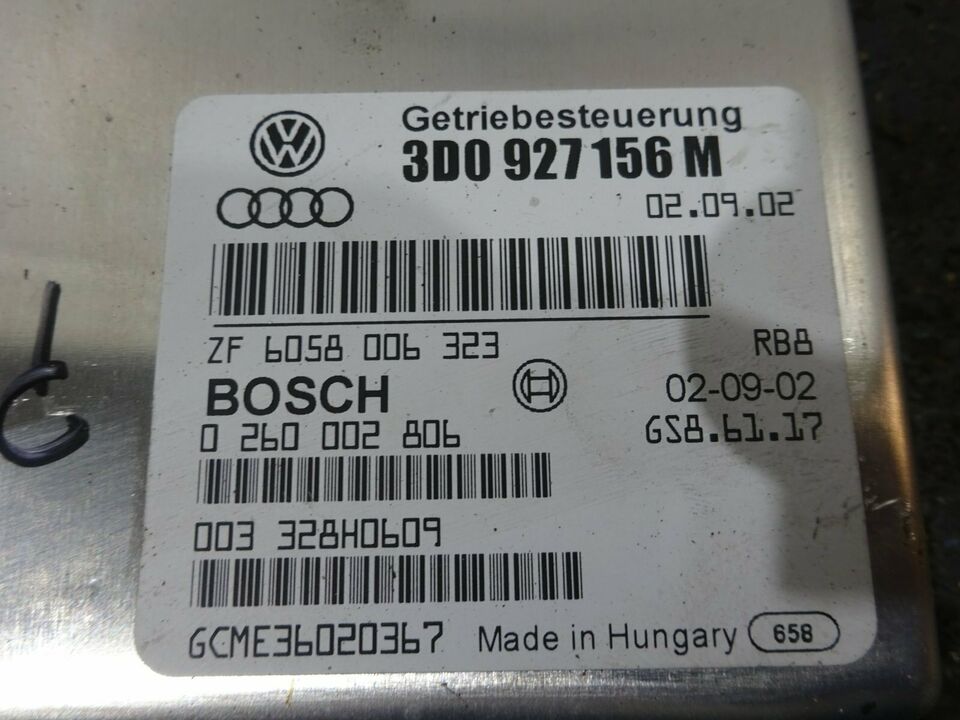 Getriebesteuerung
3D0 927 156 M
02.09.02
ZF 6058 006 323 RB8
BOSCH 02-09-02
0 260 002 806 GS8.61.17
003 328H0609
GCME36020367 Made in Hungary 658